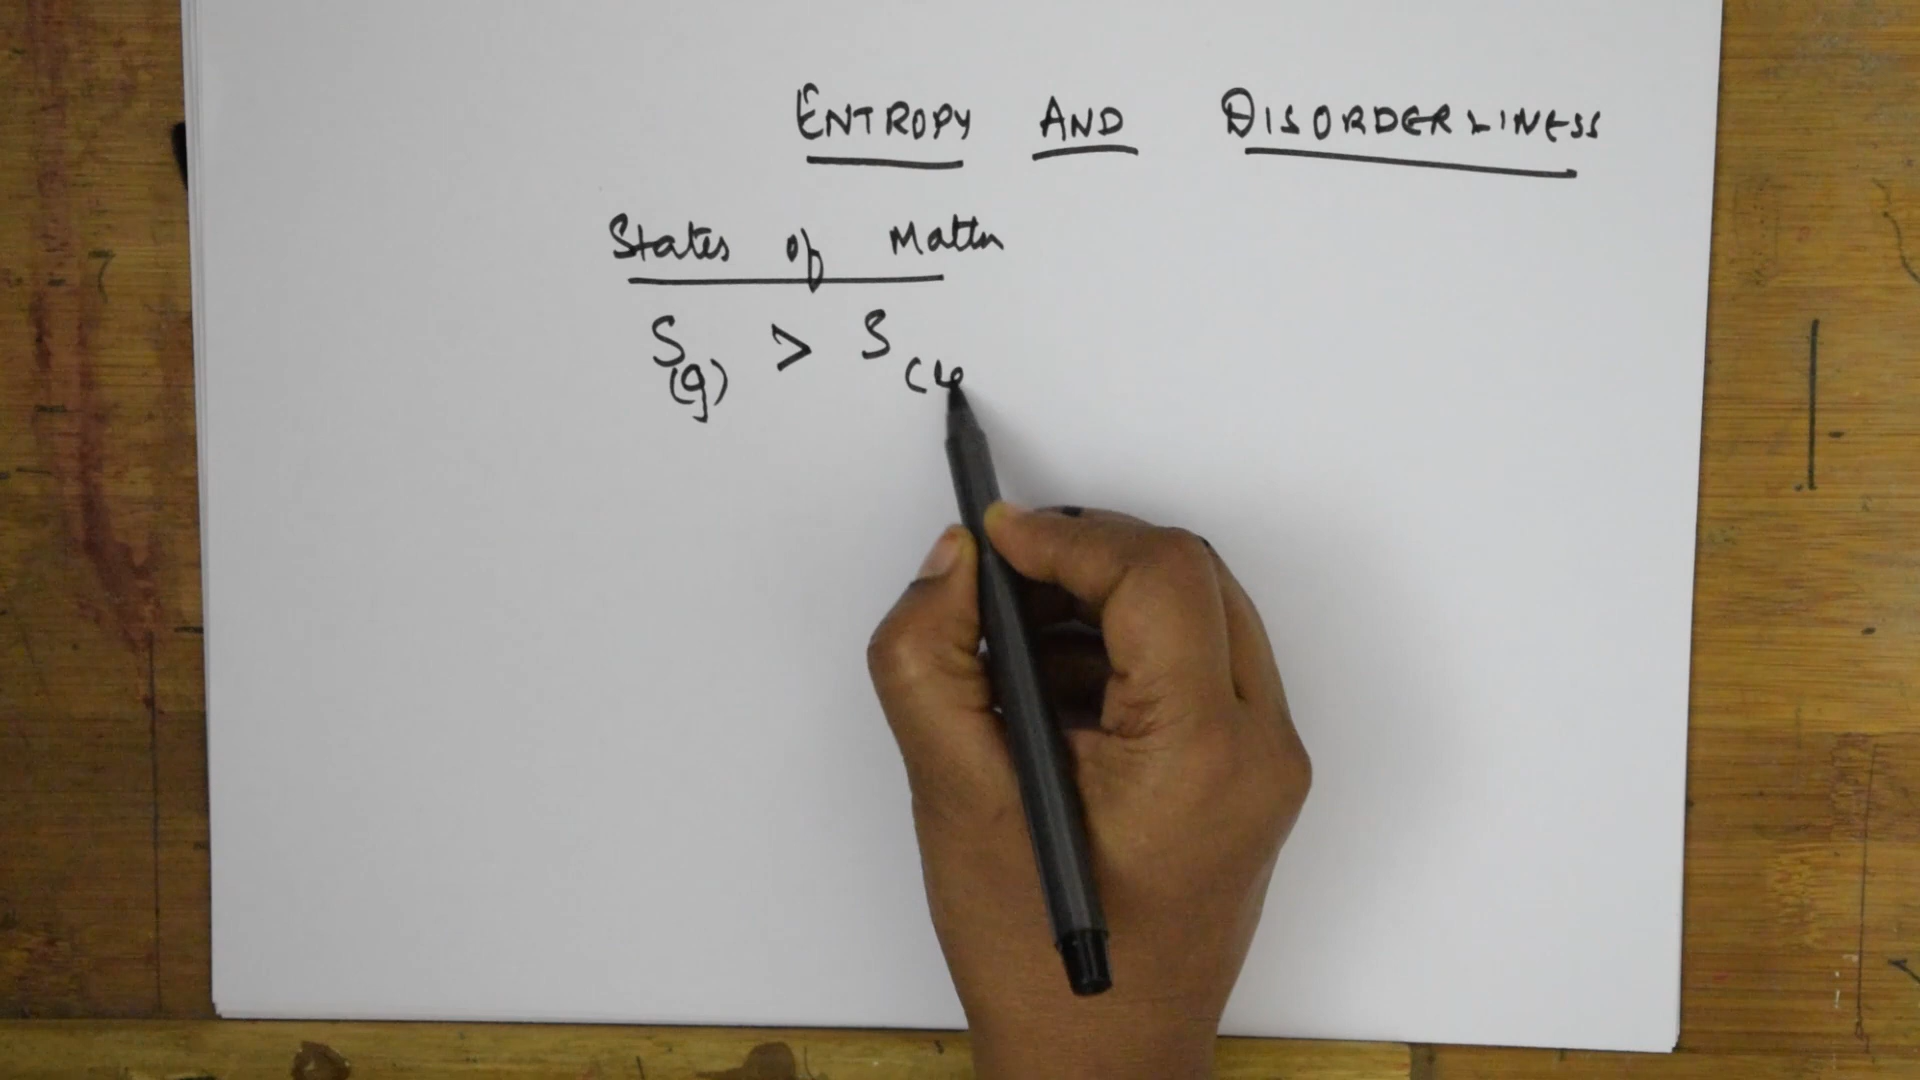 ENTROPY AND DISORDERLINESS
States of Matter
S(g) > S(l